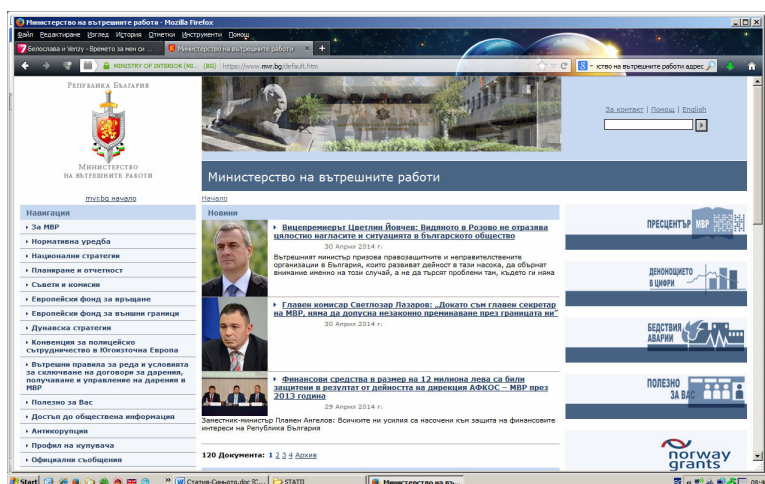 Министерство на вътрешните работи - Mozilla Firefox
Файл Редактиране Изглед История Отметки Инструменти Помощ
Белослава и Venzy - Времето за мен си ...
Министерство на вътрешните работи
MINISTRY OF INTERIOR (MI... (BG) https://www.mvr.bg/default.htm
ство на вътрешните работи адрес
Република България
Министерство
на вътрешните работи
За контакт | Помощ | English
Министерство на вътрешните работи
mvr.bg начало
Начало
Навигация
За МВР
Нормативна уредба
Национални стратегии
Планиране и отчетност
Съвети и комисии
Европейски фонд за връщане
Европейски фонд за външни граници
Дунавска стратегия
Конвенция за полицейско
сътрудничество в Югоизточна Европа
Вътрешни правила за реда и условията
за сключване на договори за дарения,
получаване и управление на дарения в
МВР
Полезно за Вас
Достъп до обществена информация
Антикорупция
Профил на купувача
Официални съобщения
Новини
Вицепремиерът Цветлин Йовчев: Видяното в Розово не отразява
цялостно нагласите и ситуацията в българското общество
30 Април 2014 г.
Вътрешният министър призова правозащитните и неправителствените
организации в България, които развиват дейност в тази насока, да обърнат
внимание именно на този случай, а не да търсят проблеми там, където ги няма
Главен комисар Светлозар Лазаров: „Докато съм главен секретар
на МВР, няма да допусна незаконно преминаване през границата ни"
30 Април 2014 г.
Финансови средства в размер на 12 милиона лева са били
защитени в резултат от дейността на дирекция АФКОС – МВР през
2013 година
29 Април 2014 г.
Заместник-министър Пламен Ангелов: Всичките ни усилия са насочени към защита на финансовите
интереси на Република България
120 Документа: 1 2 3 4 Архив
ПРЕСЦЕНТЪР МВР
ДЕНОНОЩИЕТО
В ЦИФРИ
БЕДСТВИЯ
АВАРИИ
ПОЛЕЗНО
ЗА ВАС
norway
grants
Start
Статия-Синьото.doc [C...
STATII
Министерство на въ...
08:4